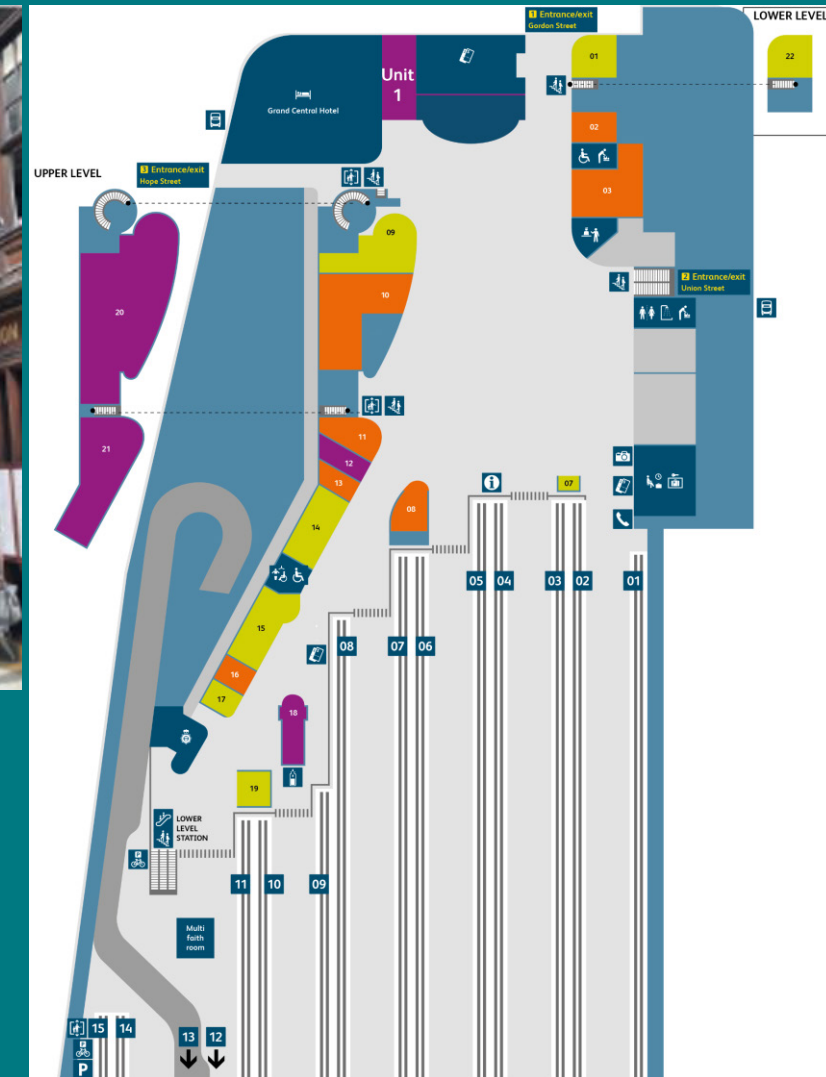 1 Entrance/exit
Gordon Street
LOWER LEVEL
01
22
Unit
1
Grand Central Hotel
02
UPPER LEVEL
3 Entrance/exit
Hope Street
03
09
2 Entrance/exit
Union Street
10
20
11
21
12
13
07
08
14
05
04
03
02
01
15
08
07
06
16
17
18
19
LOWER
LEVEL
STATION
11
10
09
Multi
faith
room
15
14
13
12
P